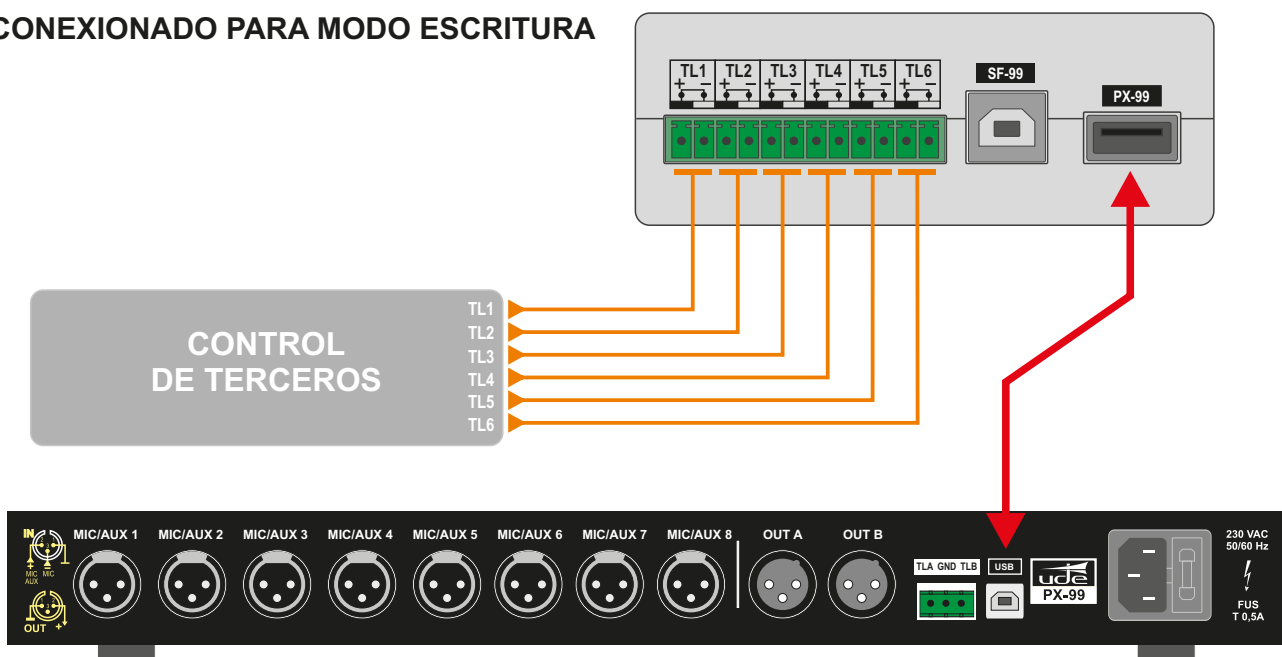 CONEXIONADO PARA MODO ESCRITURA
TL1 TL2 TL3 TL4 TL5 TL6
+ − + − + − + − + − + −
SF-99
PX-99
CONTROL
DE TERCEROS
TL1
TL2
TL3
TL4
TL5
TL6
IN
+ −
MIC MIC
AUX
OUT +
MIC/AUX 1 MIC/AUX 2 MIC/AUX 3 MIC/AUX 4 MIC/AUX 5 MIC/AUX 6 MIC/AUX 7 MIC/AUX 8 OUT A OUT B
TLA GND TLB
USB
ude
PX-99
230 VAC
50/60 Hz
FUS
T 0,5A